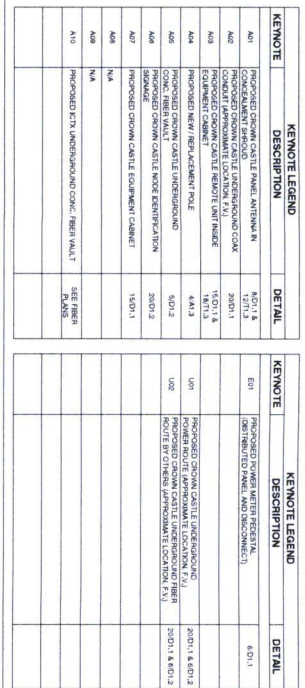 KEYNOTE LEGEND
KEYNOTE DESCRIPTION DETAIL
A01 PROPOSED CROWN CASTLE PANEL ANTENNA IN CONCEALMENT SHROUD 8/D1.1 & 12/T1.3
A02 PROPOSED CROWN CASTLE UNDERGROUND COAX CONDUIT (APPROXIMATE LOCATION, F.V.) 20/D1.1
A03 PROPOSED CROWN CASTLE REMOTE UNIT INSIDE EQUIPMENT CABINET 15/D1.1 & 18/T1.3
A04 PROPOSED NEW / REPLACEMENT POLE 4/A1.3
A05 PROPOSED CROWN CASTLE UNDERGROUND CONC. FIBER VAULT 5/D1.2
A06 PROPOSED CROWN CASTLE NODE IDENTIFICATION SIGNAGE 20/D1.2
A07 PROPOSED CROWN CASTLE EQUIPMENT CABINET 15/D1.1
A08 N/A
A09 N/A
A10 PROPOSED ICTX UNDERGROUND CONC. FIBER VAULT SEE FIBER PLANS
KEYNOTE LEGEND
KEYNOTE DESCRIPTION DETAIL
E01 PROPOSED POWER METER PEDESTAL (DISTRIBUTED PANEL AND DISCONNECT) 6/D1.1
U01 PROPOSED CROWN CASTLE UNDERGROUND POWER ROUTE (APPROXIMATE LOCATION, F.V.) 20/D1.1 & 6/D1.2
U02 PROPOSED CROWN CASTLE UNDERGROUND FIBER ROUTE BY OTHERS (APPROXIMATE LOCATION, F.V.) 20/D1.1 & 6/D1.2